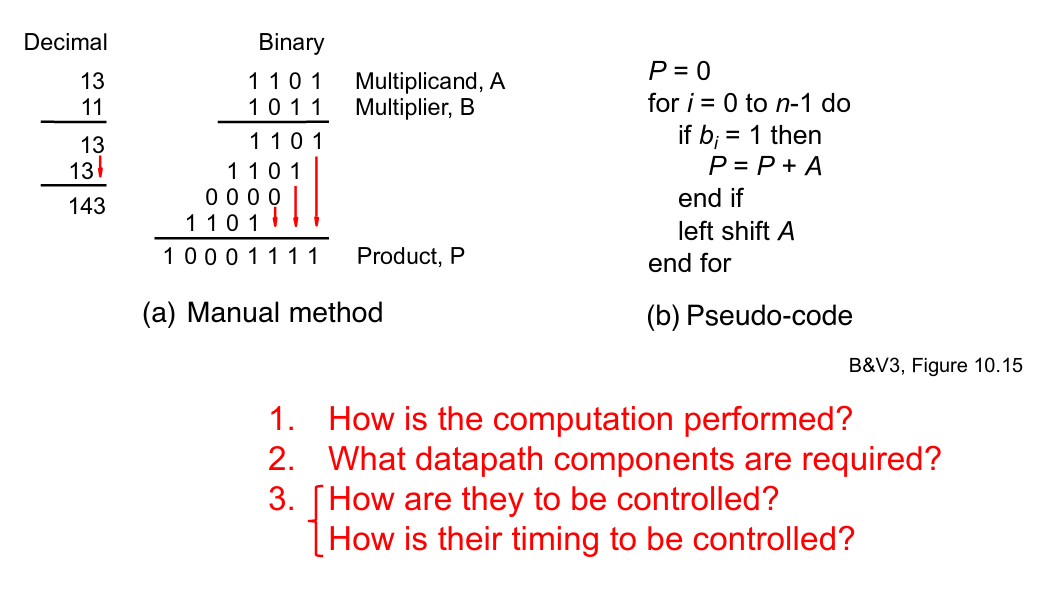 Decimal
13
11
13
13
143
Binary
1 1 0 1 Multiplicand, A
1 0 1 1 Multiplier, B
1 1 0 1
1 1 0 1
0 0 0 0
1 1 0 1
1 0 0 0 1 1 1 1 Product, P
(a) Manual method
P = 0
for i = 0 to n-1 do
if bi = 1 then
P = P + A
end if
left shift A
end for
(b) Pseudo-code
B&V3, Figure 10.15
1. How is the computation performed?
2. What datapath components are required?
3. How are they to be controlled?
How is their timing to be controlled?